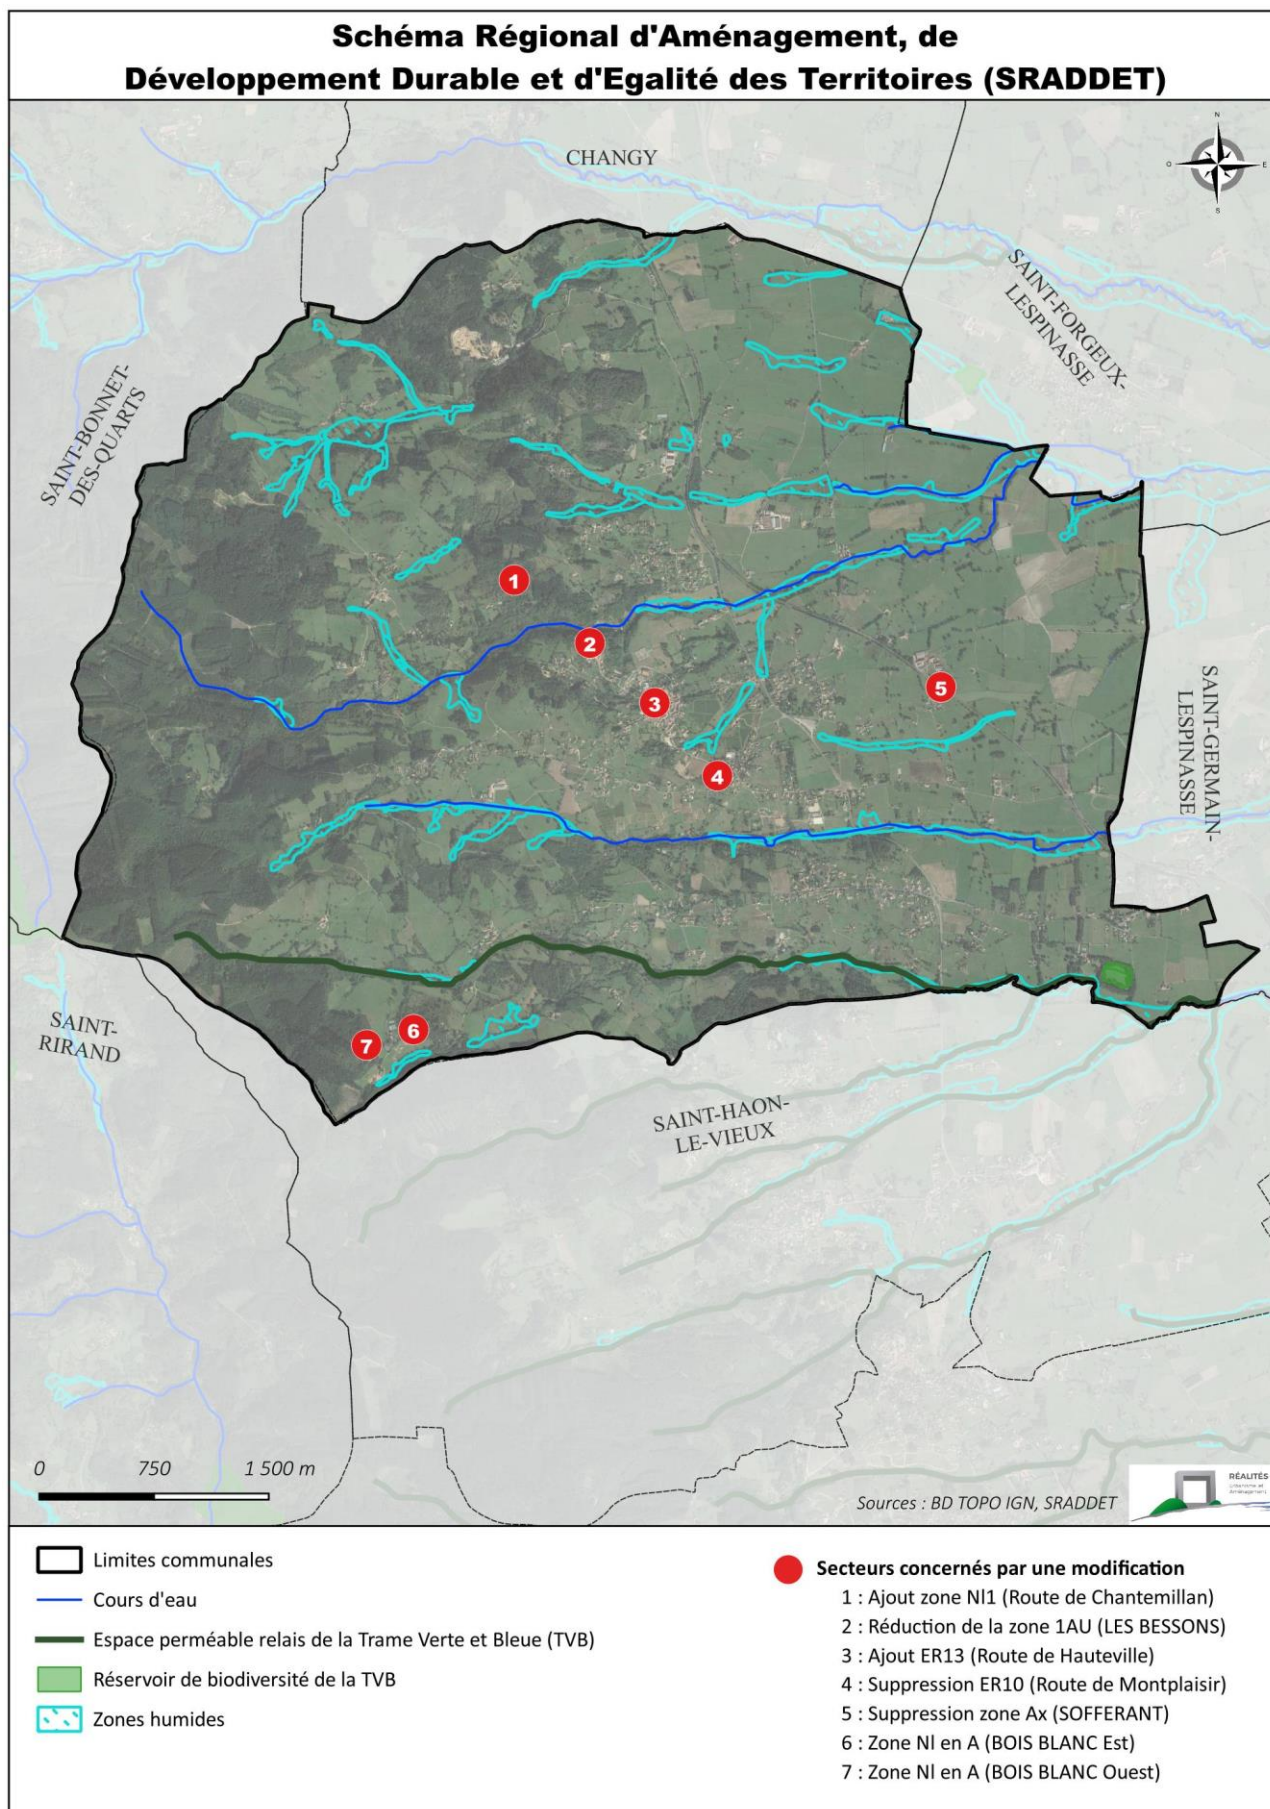 Schéma Régional d'Aménagement, de
Développement Durable et d'Egalité des Territoires (SRADDET)
N
O
E
S
CHANGY
SAINT-FORGEUX-
LESPINASSE
SAINT-BONNET-
DES-QUARTS
1
2
3
4
5
SAINT-GERMAIN-
LESPINASSE
SAINT-
RIRAND
6
7
SAINT-HAON-
LE-VIEUX
0 750 1 500 m
Sources : BD TOPO IGN, SRADDET
RÉALITÉS
Urbanisme et
Aménagement
Limites communales
Cours d'eau
Espace perméable relais de la Trame Verte et Bleue (TVB)
Réservoir de biodiversité de la TVB
Zones humides
Secteurs concernés par une modification
1 : Ajout zone Nl1 (Route de Chantemillan)
2 : Réduction de la zone 1AU (LES BESSONS)
3 : Ajout ER13 (Route de Hauteville)
4 : Suppression ER10 (Route de Montplaisir)
5 : Suppression zone Ax (SOFFERANT)
6 : Zone Nl en A (BOIS BLANC Est)
7 : Zone Nl en A (BOIS BLANC Ouest)